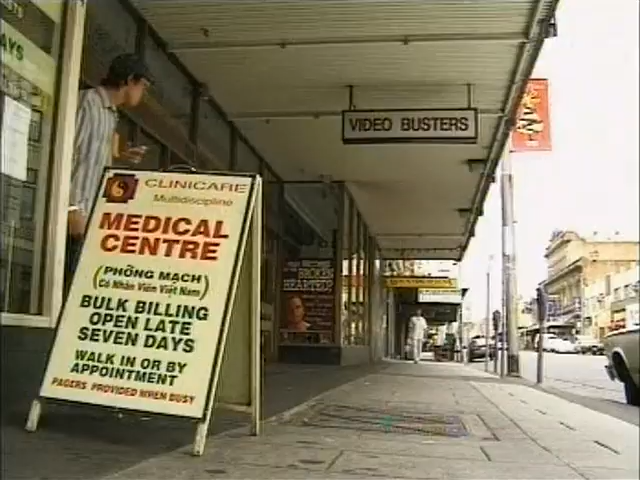 VIDEO BUSTERS
CLINICARE
Multidiscipline
MEDICAL
CENTRE
(PHÒNG MẠCH
Có Nhân Viên Việt Nam)
BULK BILLING
OPEN LATE
SEVEN DAYS
WALK IN OR BY
APPOINTMENT
PAGERS PROVIDED WHEN BUSY
BROKEN
HEARTED?